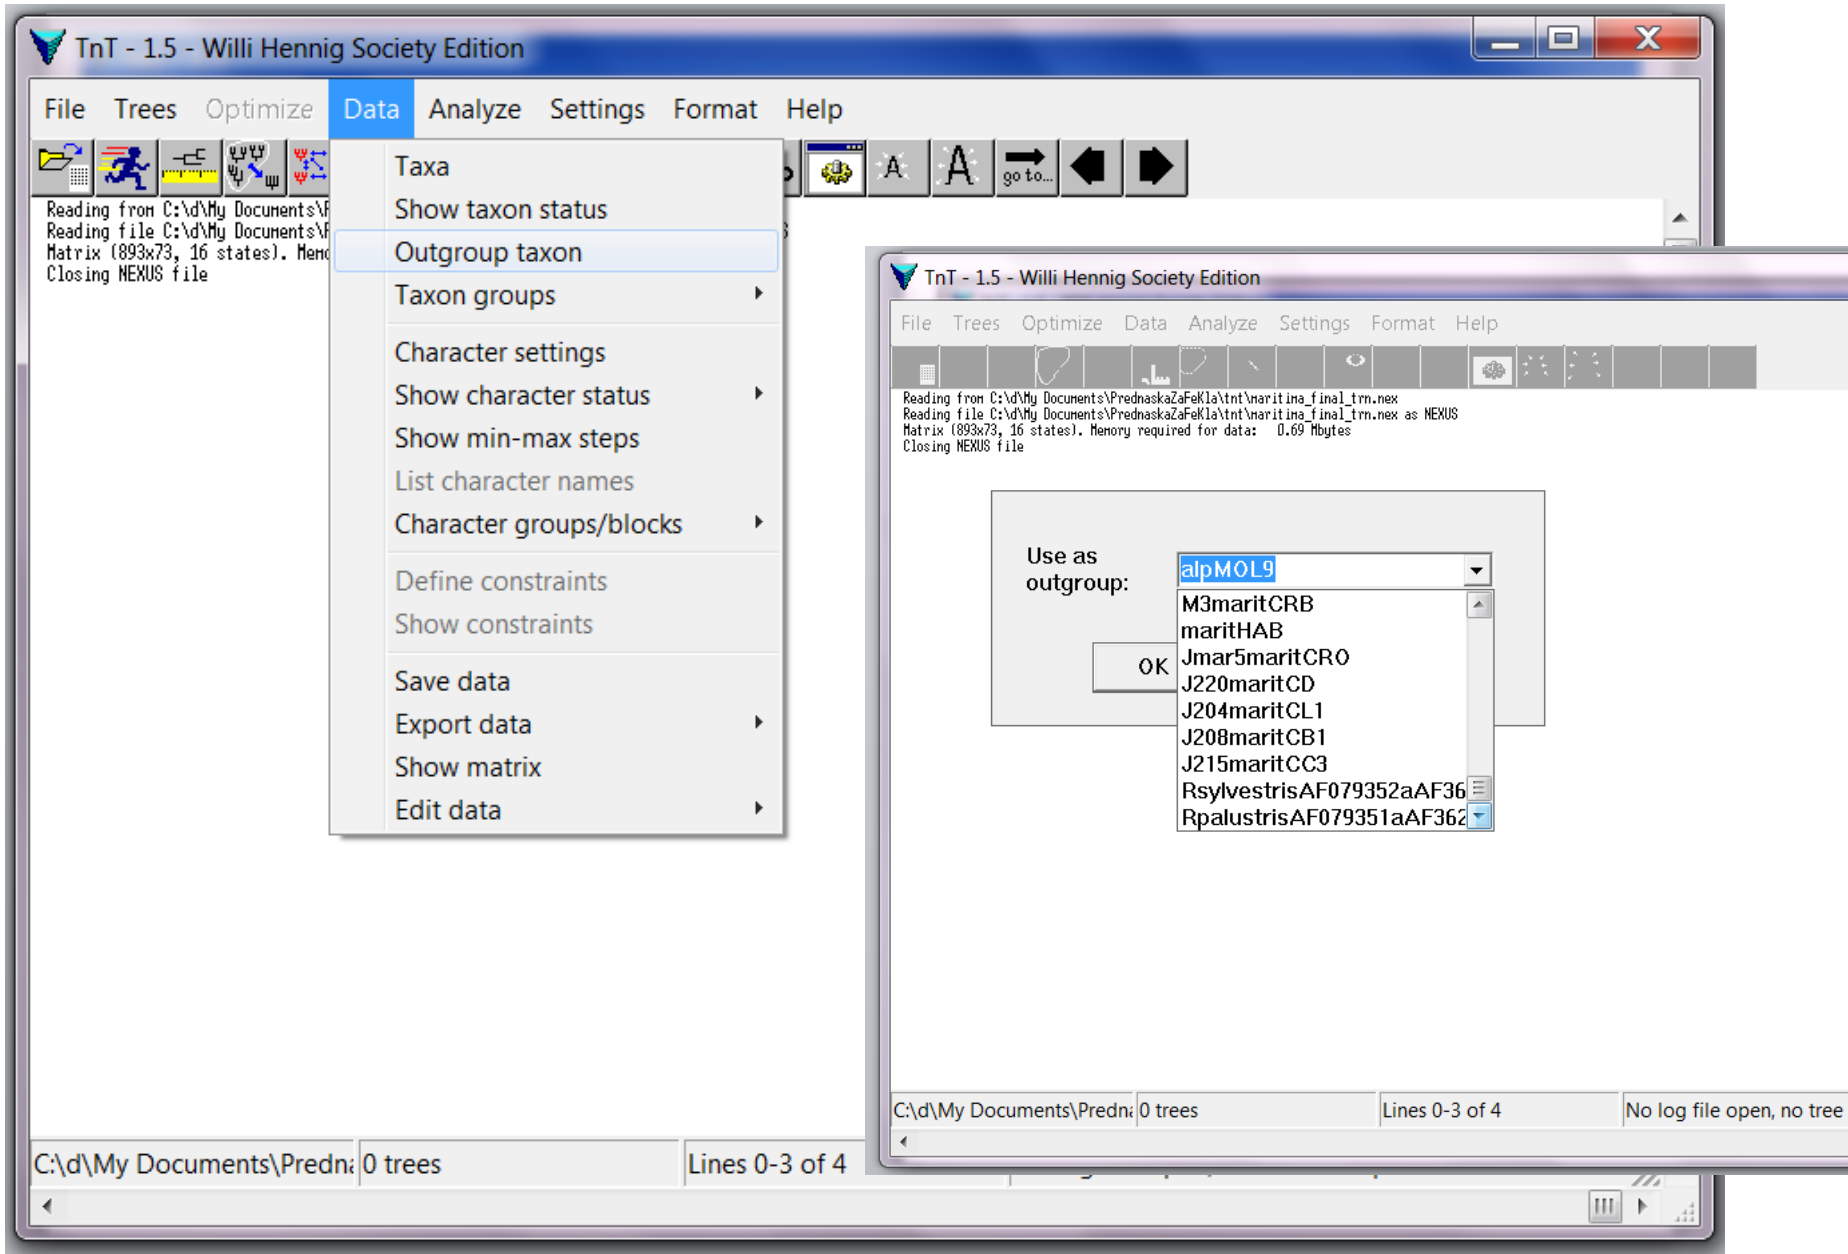 TnT - 1.5 - Willi Hennig Society Edition
File Trees Optimize Data Analyze Settings Format Help
A A go to...
Reading from C:\d\My Documents\
Reading file C:\d\My Documents\
Matrix (893x73, 16 states).
Closing NEXUS file
Taxa
Show taxon status
Outgroup taxon
Taxon groups
Character settings
Show character status
Show min-max steps
List character names
Character groups/blocks
Define constraints
Show constraints
Save data
Export data
Show matrix
Edit data
C:\d\My Documents\Predn 0 trees Lines 0-3 of 4
TnT - 1.5 - Willi Hennig Society Edition
File Trees Optimize Data Analyze Settings Format Help
Reading from C:\d\My Documents\PrednaskaZaFeKla\tnt\maritima_final_trn.nex
Reading file C:\d\My Documents\PrednaskaZaFeKla\tnt\maritima_final_trn.nex as NEXUS
Matrix (893x73, 16 states). Memory required for data: 0.69 Mbytes
Closing NEXUS file
Use as
outgroup:
alpMOL9
M3maritCRB
maritHAB
Jmar5maritCRO
J220maritCD
J204maritCL1
J208maritCB1
J215maritCC3
RsylvestrisAF079352aAF36
RpalustrisAF079351aAF362
OK
C:\d\My Documents\Predn 0 trees Lines 0-3 of 4 No log file open, no tree